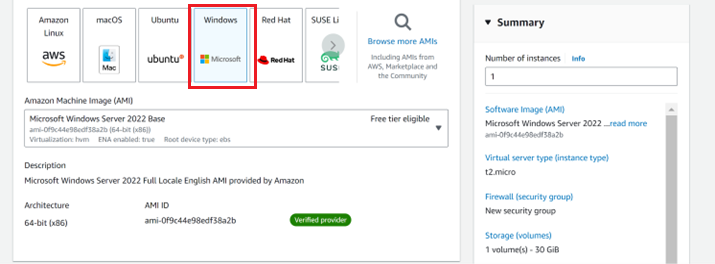 Amazon
Linux
aws
macOS
Mac
Ubuntu
ubuntu
Windows
Microsoft
Red Hat
RedHat
SUSE Li
SUS
Browse more AMIs
Including AMIs from
AWS, Marketplace and
the Community
Amazon Machine Image (AMI)
Microsoft Windows Server 2022 Base
Free tier eligible
ami-0f9c44e98edf38a2b (64-bit (x86))
Virtualization: hvm ENA enabled: true Root device type: ebs
Description
Microsoft Windows Server 2022 Full Locale English AMI provided by Amazon
Architecture
AMI ID
64-bit (x86)
ami-0f9c44e98edf38a2b
Verified provider
Summary
Number of instances Info
1
Software Image (AMI)
Microsoft Windows Server 2022 ...read more
ami-0f9c44e98edf38a2b
Virtual server type (instance type)
t2.micro
Firewall (security group)
New security group
Storage (volumes)
1 volume(s) - 30 GiB